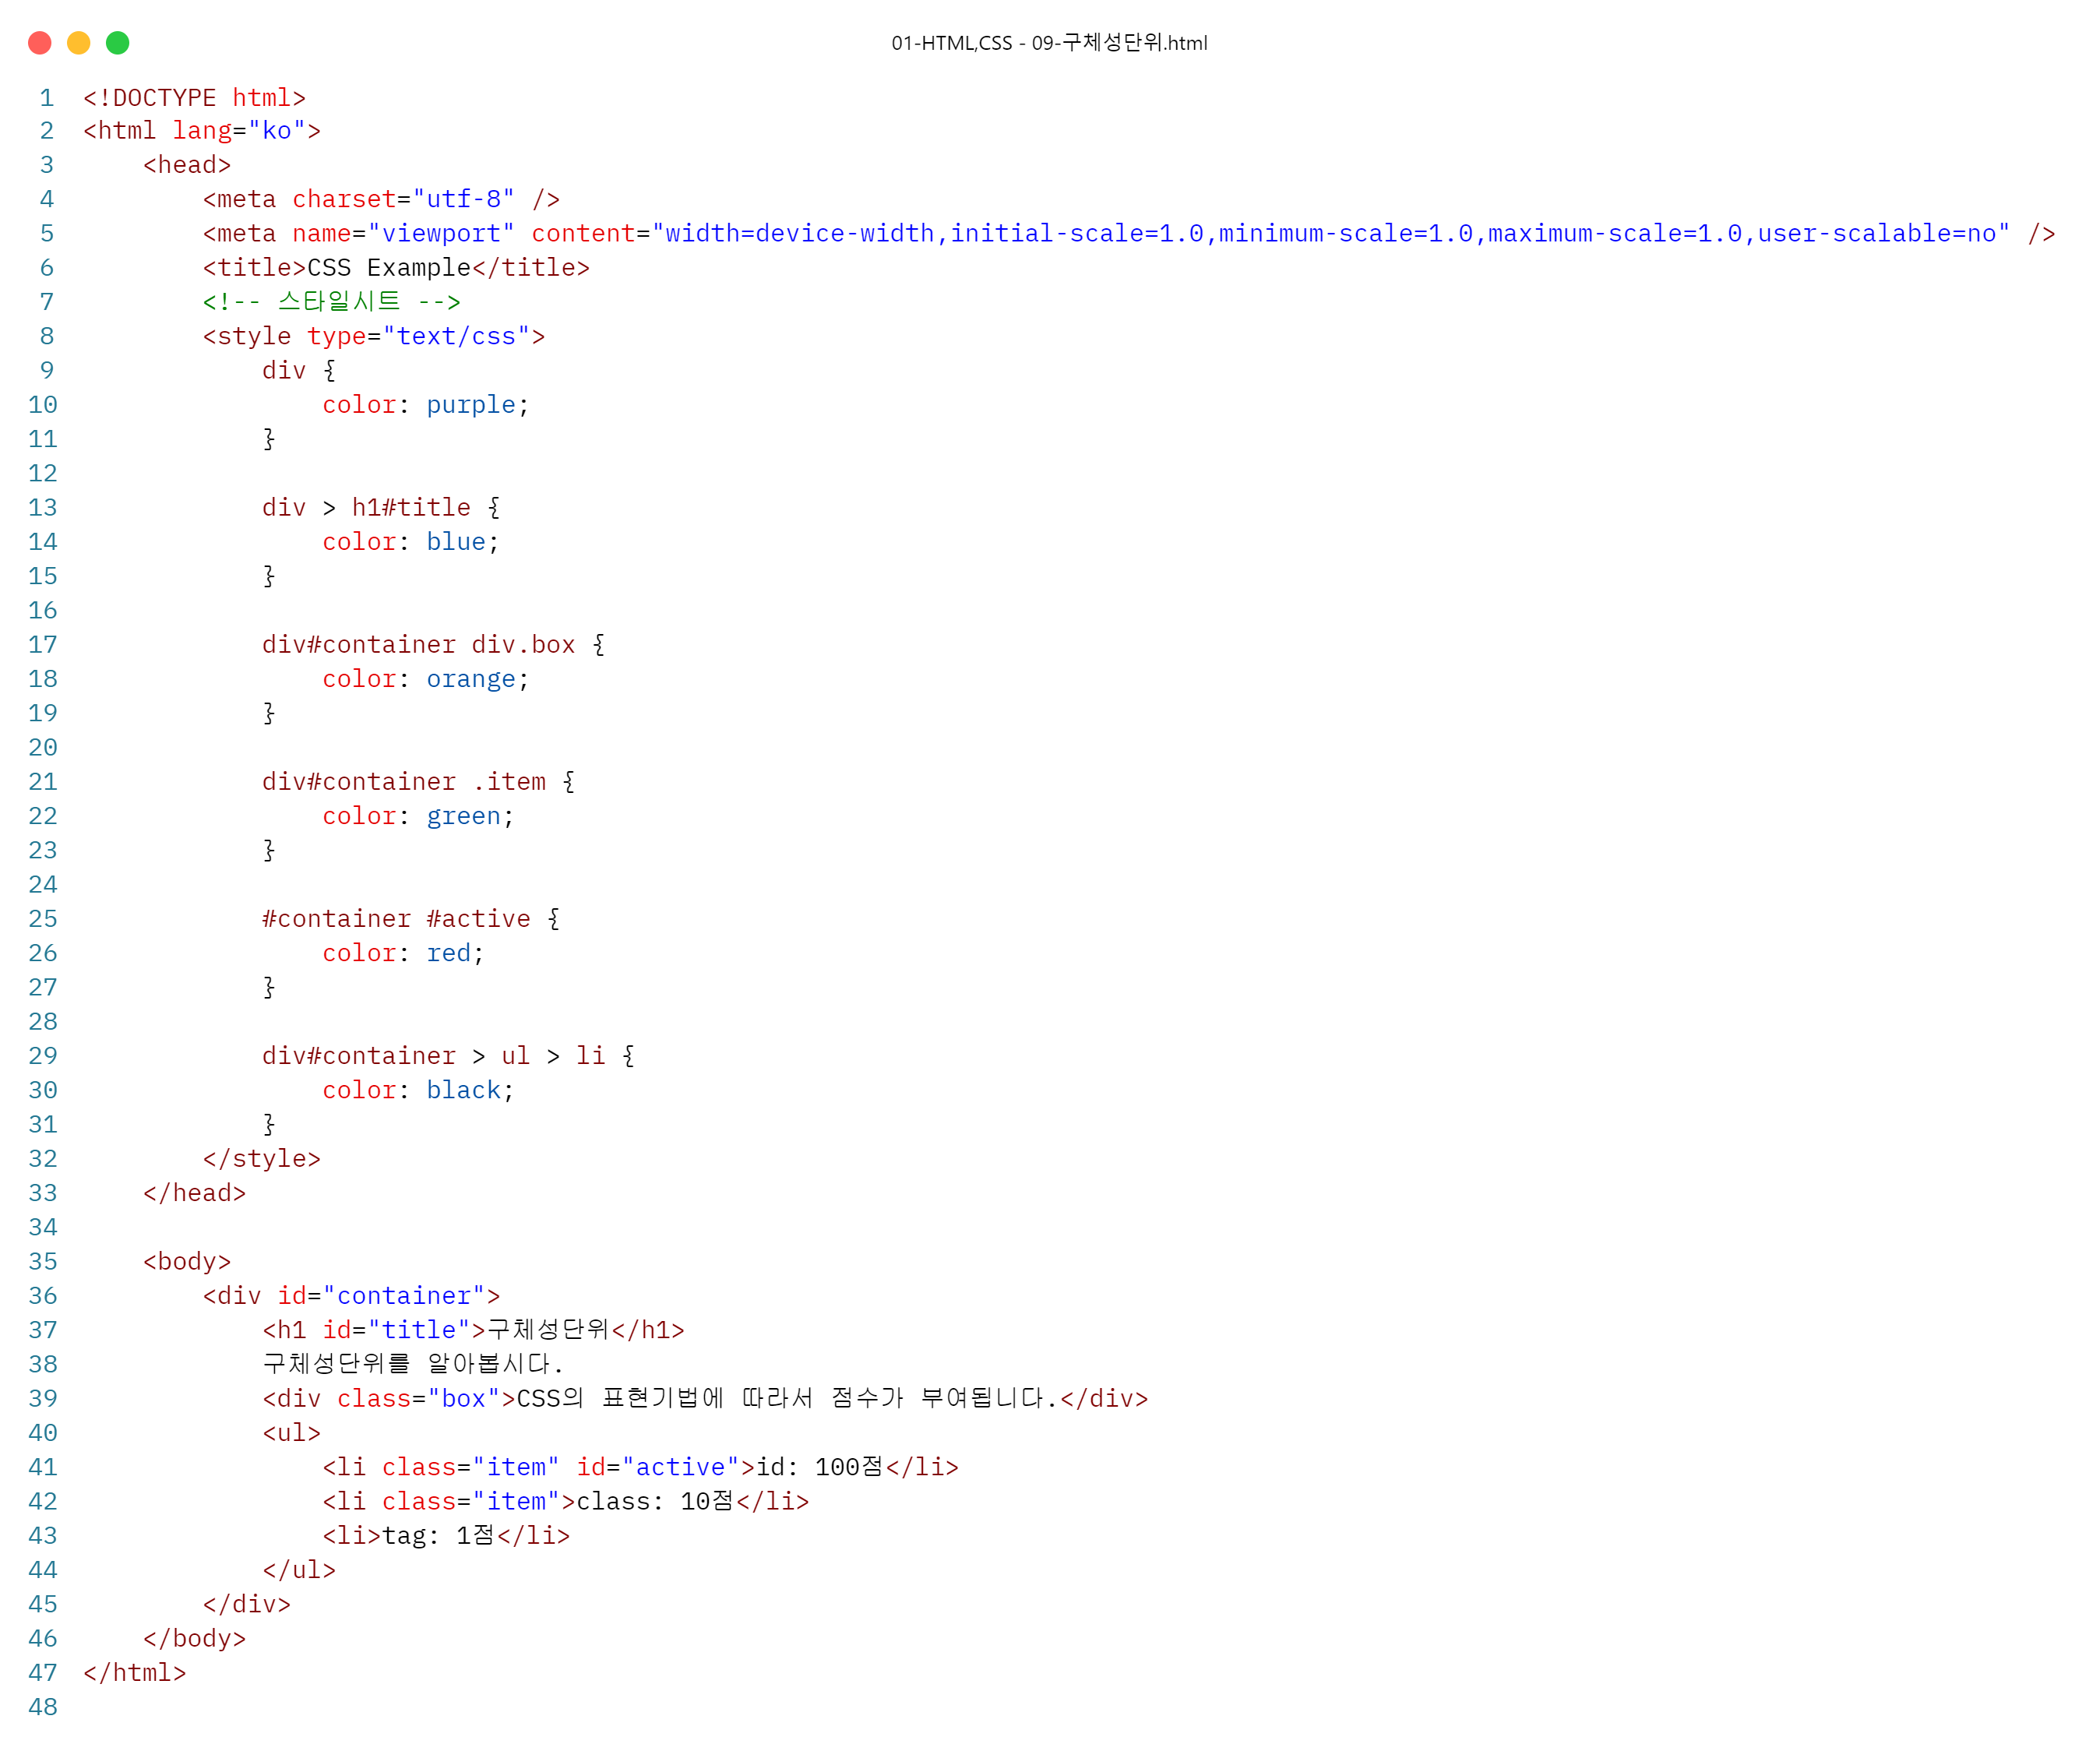 01-HTML,CSS - 09-구체성단위.html
1 <!DOCTYPE html>
2 <html lang="ko">
3     <head>
4         <meta charset="utf-8" />
5         <meta name="viewport" content="width=device-width,initial-scale=1.0,minimum-scale=1.0,maximum-scale=1.0,user-scalable=no" />
6         <title>CSS Example</title>
7         <!-- 스타일시트 -->
8         <style type="text/css">
9             div {
10                 color: purple;
11             }
12
13             div > h1#title {
14                 color: blue;
15             }
16
17             div#container div.box {
18                 color: orange;
19             }
20
21             div#container .item {
22                 color: green;
23             }
24
25             #container #active {
26                 color: red;
27             }
28
29             div#container > ul > li {
30                 color: black;
31             }
32         </style>
33     </head>
34
35     <body>
36         <div id="container">
37             <h1 id="title">구체성단위</h1>
38             구체성단위를 알아봅시다.
39             <div class="box">CSS의 표현기법에 따라서 점수가 부여됩니다.</div>
40             <ul>
41                 <li class="item" id="active">id: 100점</li>
42                 <li class="item">class: 10점</li>
43                 <li>tag: 1점</li>
44             </ul>
45         </div>
46     </body>
47 </html>
48